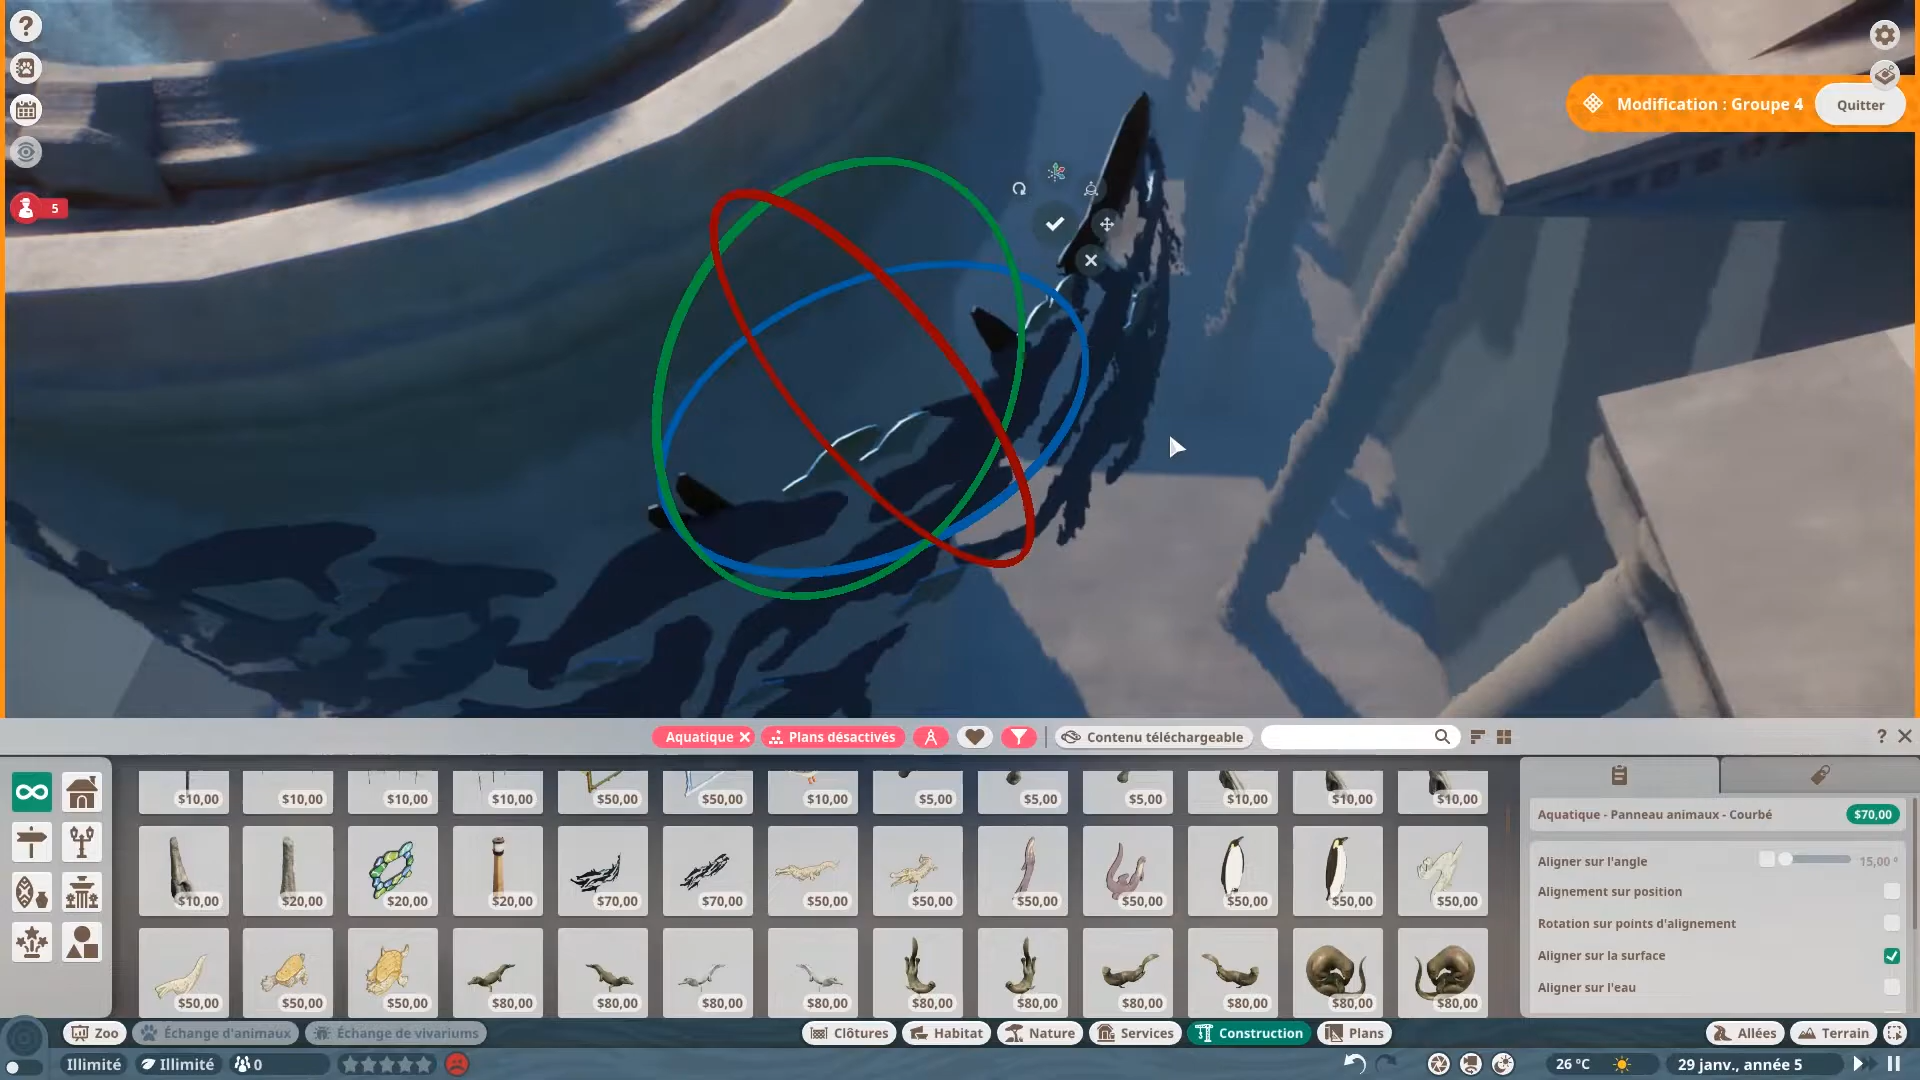 ?
Modification : Groupe 4 Quitter
5
Aquatique × Plans désactivés Contenu téléchargeable ? ×
$10,00 $10,00 $10,00 $10,00 $50,00 $50,00 $10,00 $5,00 $5,00 $5,00 $10,00 $10,00 $10,00
$10,00 $20,00 $20,00 $20,00 $70,00 $70,00 $50,00 $50,00 $50,00 $50,00 $50,00 $50,00 $50,00
$50,00 $50,00 $50,00 $80,00 $80,00 $80,00 $80,00 $80,00 $80,00 $80,00 $80,00 $80,00 $80,00
Aquatique - Panneau animaux - Courbé $70,00
Aligner sur l'angle 15,00 °
Alignement sur position
Rotation sur points d'alignement
Aligner sur la surface
Aligner sur l'eau
Zoo Échange d'animaux Échange de vivariums Clôtures Habitat Nature Services Construction Plans Allées Terrain
Illimité Illimité 0 26 °C 29 janv., année 5